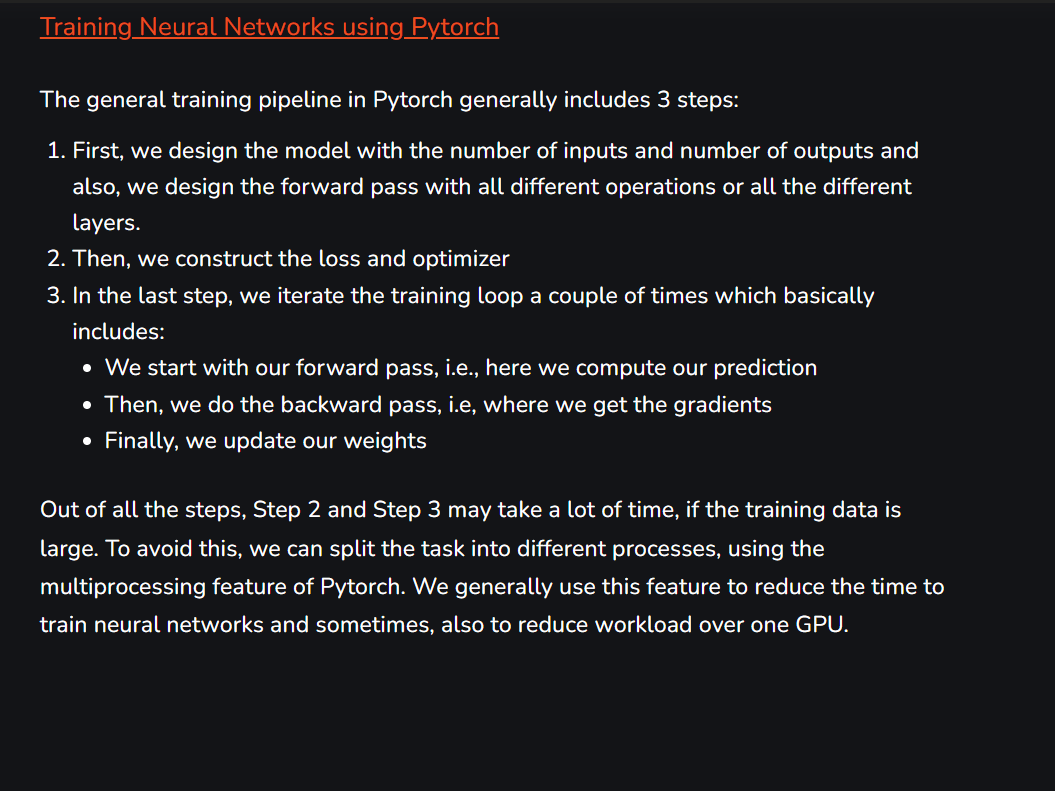 Training Neural Networks using Pytorch
The general training pipeline in Pytorch generally includes 3 steps:
1. First, we design the model with the number of inputs and number of outputs and
also, we design the forward pass with all different operations or all the different
layers.
2. Then, we construct the loss and optimizer
3. In the last step, we iterate the training loop a couple of times which basically
includes:
• We start with our forward pass, i.e., here we compute our prediction
• Then, we do the backward pass, i.e, where we get the gradients
• Finally, we update our weights
Out of all the steps, Step 2 and Step 3 may take a lot of time, if the training data is
large. To avoid this, we can split the task into different processes, using the
multiprocessing feature of Pytorch. We generally use this feature to reduce the time to
train neural networks and sometimes, also to reduce workload over one GPU.